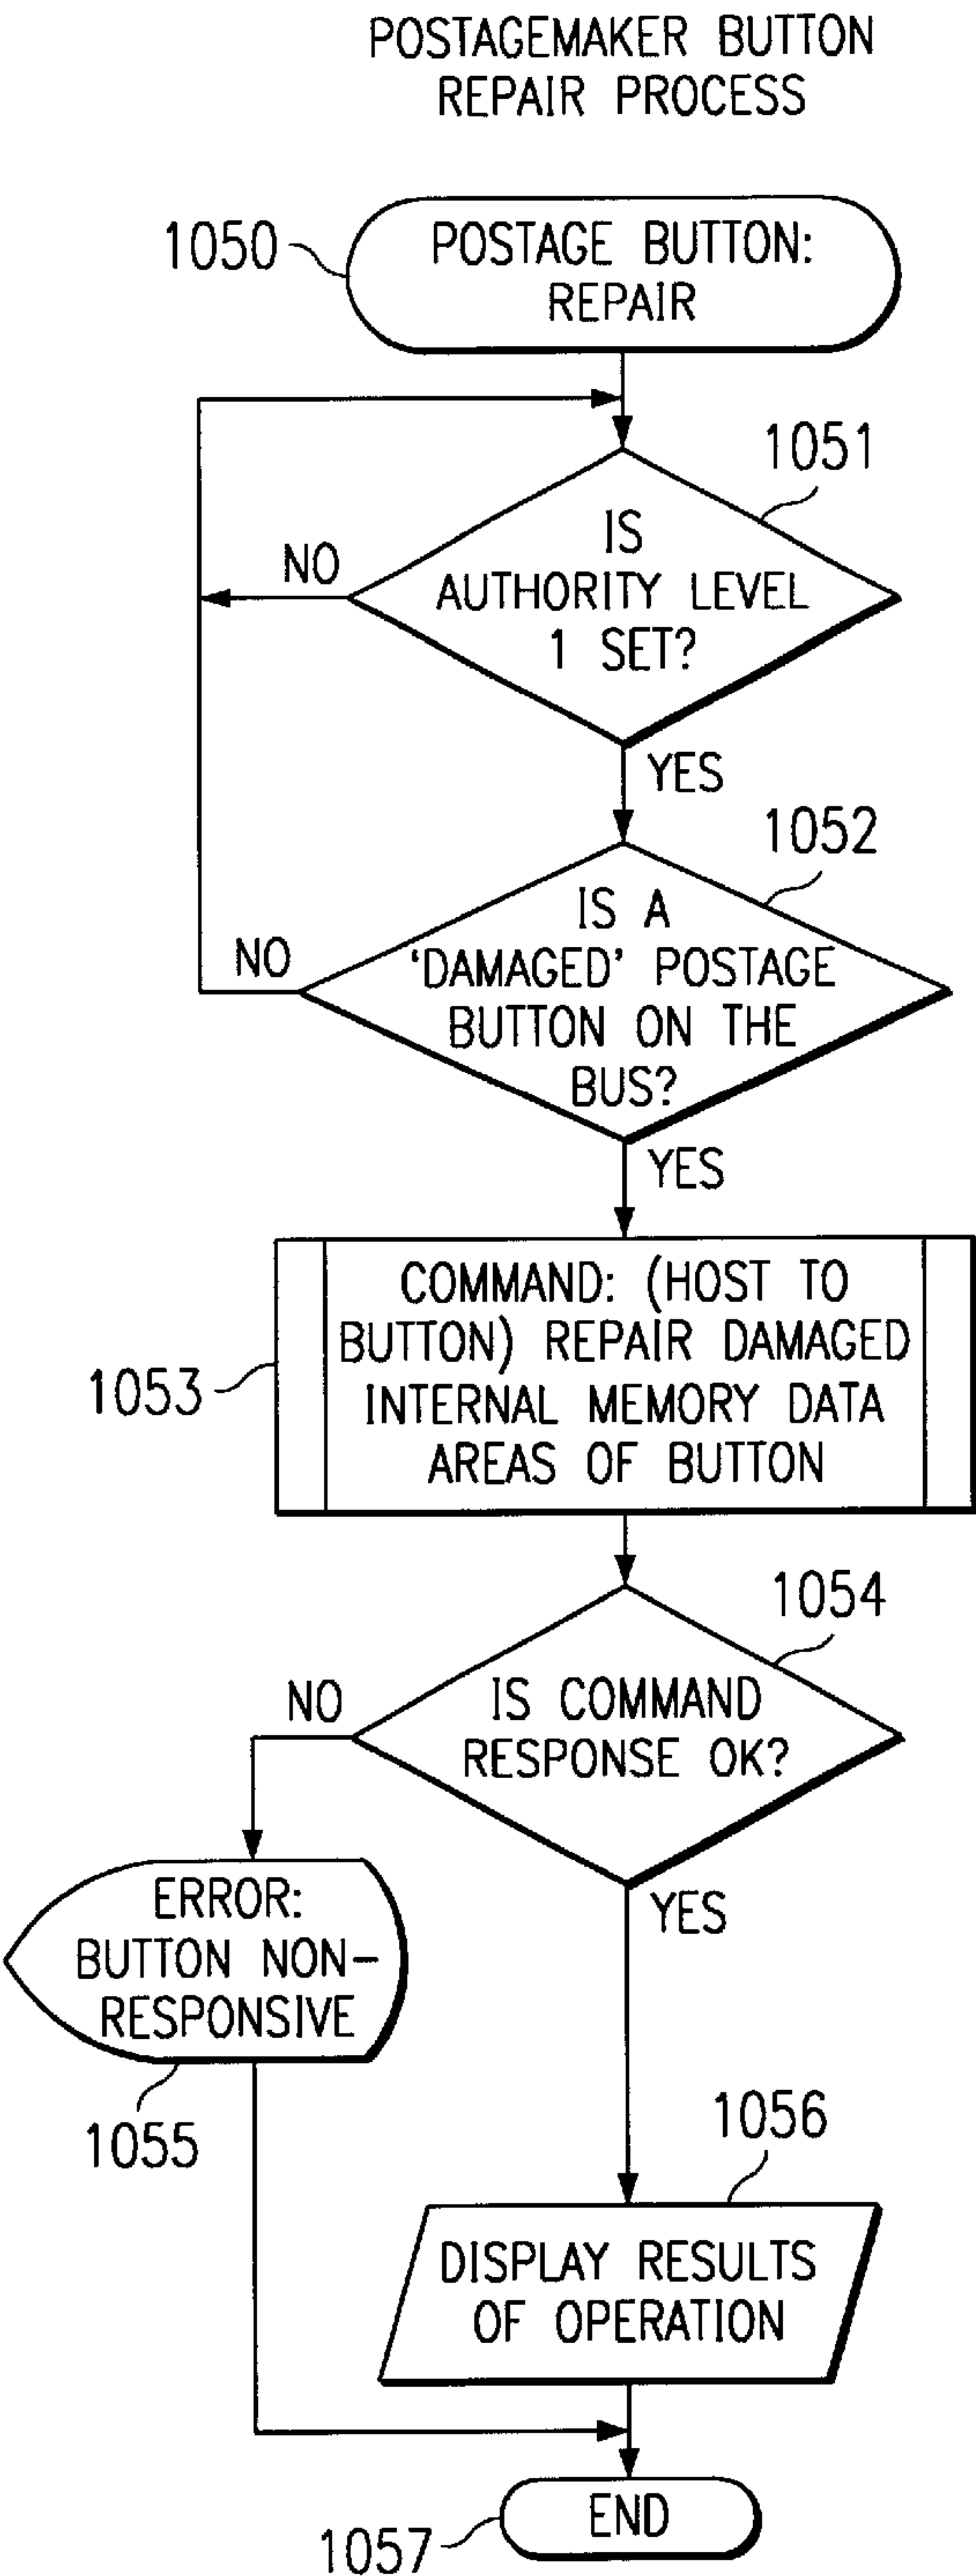 POSTAGEMAKER BUTTON
REPAIR PROCESS
1050
POSTAGE BUTTON:
REPAIR
1051
IS
AUTHORITY LEVEL
1 SET?
NO
YES
1052
IS A
'DAMAGED' POSTAGE
BUTTON ON THE
BUS?
NO
YES
1053
COMMAND: (HOST TO
BUTTON) REPAIR DAMAGED
INTERNAL MEMORY DATA
AREAS OF BUTTON
1054
IS COMMAND
RESPONSE OK?
NO
YES
ERROR:
BUTTON NON-
RESPONSIVE
1055
1056
DISPLAY RESULTS
OF OPERATION
END
1057